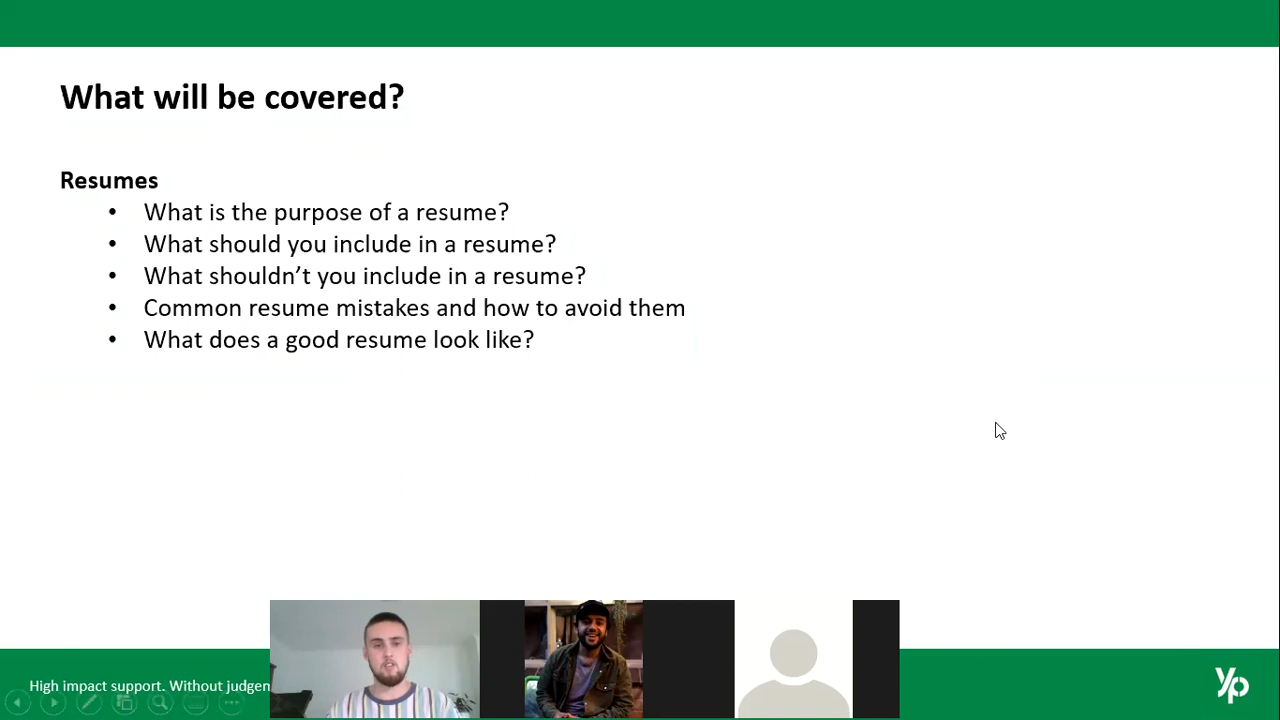 What will be covered?
Resumes
• What is the purpose of a resume?
• What should you include in a resume?
• What shouldn’t you include in a resume?
• Common resume mistakes and how to avoid them
• What does a good resume look like?
High impact support. Without judgen
yp